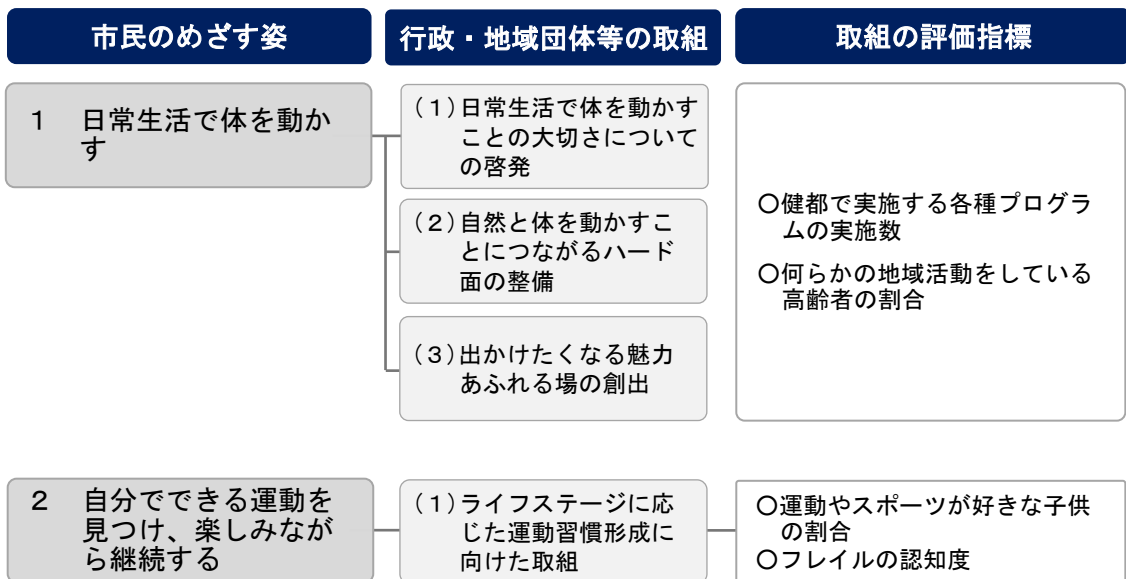 市民のめざす姿
行政・地域団体等の取組
取組の評価指標
１　日常生活で体を動か
す
（１）日常生活で体を動かす
ことの大切さについて
の啓発
（２）自然と体を動かすこ
とにつながるハード
面の整備
（３）出かけたくなる魅力
あふれる場の創出
〇健都で実施する各種プログラ
ムの実施数
〇何らかの地域活動をしている
高齢者の割合
２　自分でできる運動を
見つけ、楽しみなが
ら継続する
（１）ライフステージに応
じた運動習慣形成に
向けた取組
〇運動やスポーツが好きな子供
の割合
〇フレイルの認知度